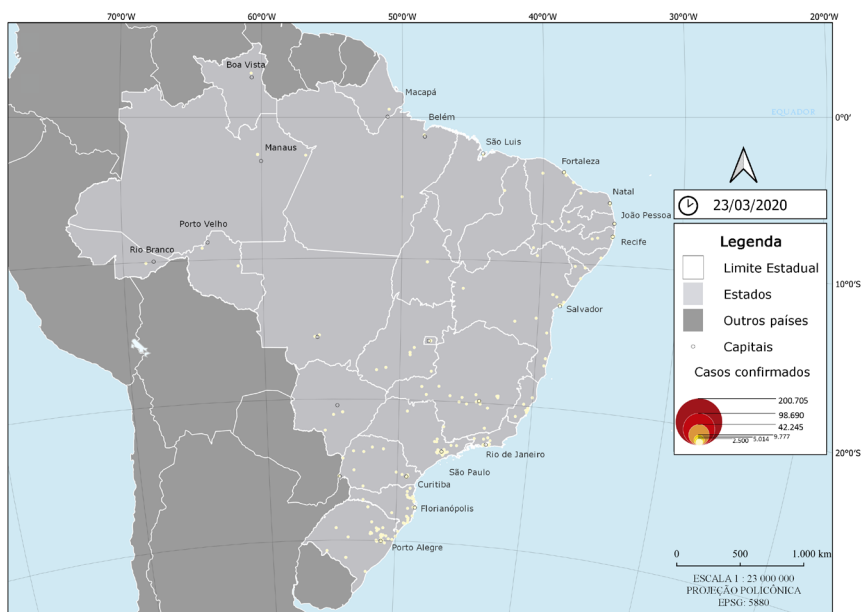 70°0'W 60°0'W 50°0'W 40°0'W 30°0'W 20°0'W
Boa Vista
Macapá
EQUADOR
0°0'
Belém
São Luis
Manaus
Fortaleza
Natal
23/03/2020
Porto Velho
João Pessoa
Recife
Rio Branco
Legenda
Limite Estadual
10°0'S
Estados
Salvador
Outros países
Capitais
Casos confirmados
200.705
98.690
42.245
9.777
5.014
2.500
Rio de Janeiro
20°0'S
São Paulo
Curitiba
Florianópolis
Porto Alegre
0 500 1.000 km
ESCALA 1 : 23 000 000
PROJEÇÃO POLICÔNICA
EPSG: 5880